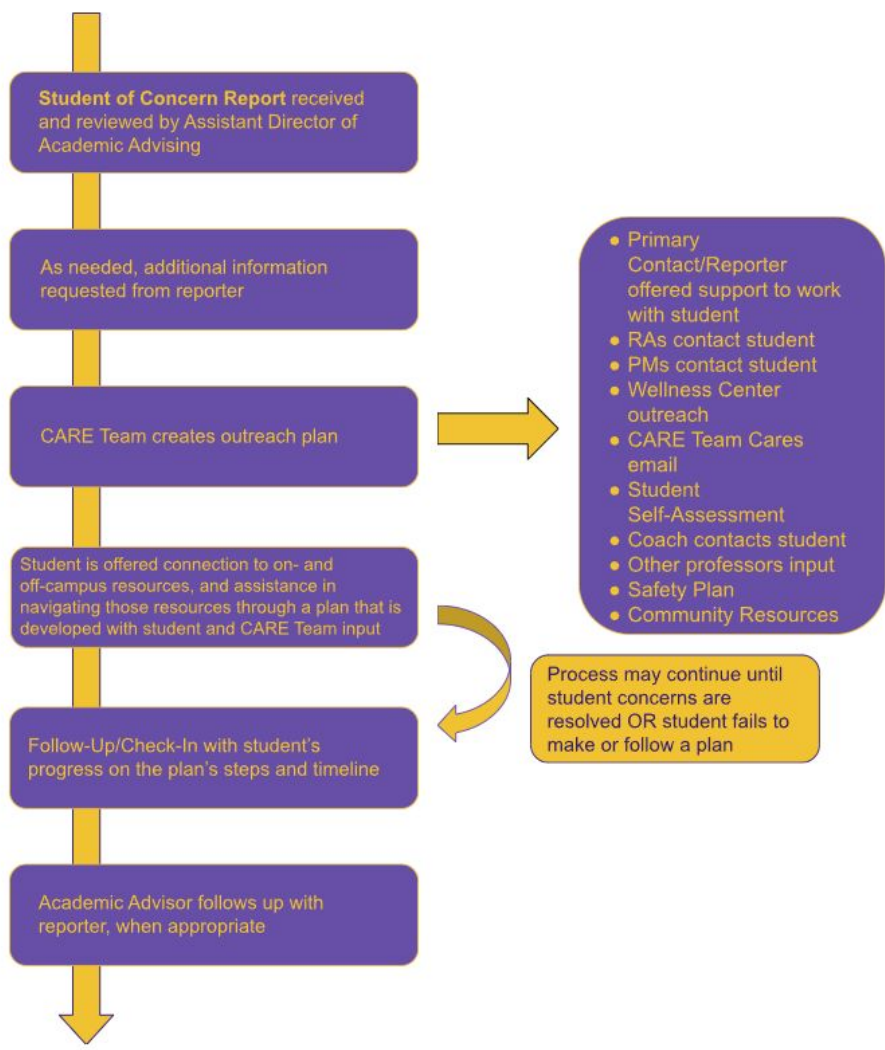 Student of Concern Report received
and reviewed by Assistant Director of
Academic Advising
As needed, additional information
requested from reporter
CARE Team creates outreach plan
● Primary
Contact/Reporter
offered support to work
with student
● RAs contact student
● PMs contact student
● Wellness Center
outreach
● CARE Team Cares
email
● Student
Self-Assessment
● Coach contacts student
● Other professors input
● Safety Plan
● Community Resources
Student is offered connection to on- and
off-campus resources, and assistance in
navigating those resources through a plan that is
developed with student and CARE Team input
Process may continue until
student concerns are
resolved OR student fails to
make or follow a plan
Follow-Up/Check-In with student's
progress on the plan's steps and timeline
Academic Advisor follows up with
reporter, when appropriate